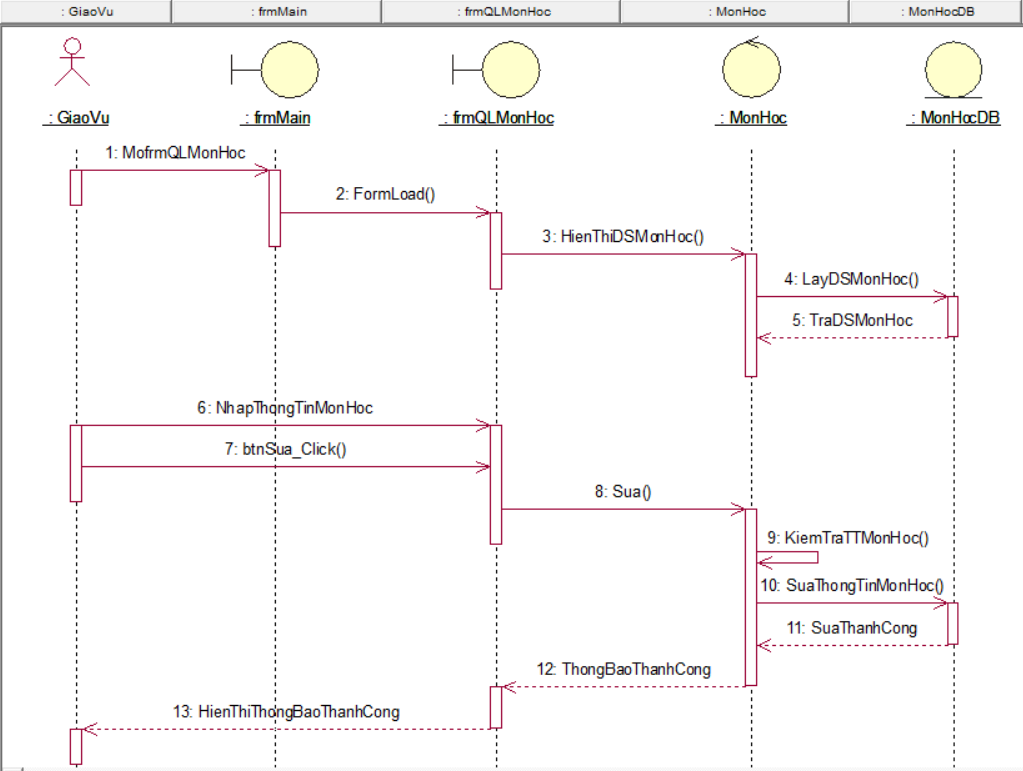 : GiaoVu
: frmMain
: frmQLMonHoc
: MonHoc
: MonHocDB
: GiaoVu
: frmMain
: frmQLMonHoc
: MonHoc
: MonHocDB
1: MofrmQLMonHoc
2: FormLoad()
3: HienThiDSMonHoc()
4: LayDSMonHoc()
5: TraDSMonHoc
6: NhapThongTinMonHoc
7: btnSua_Click()
8: Sua()
9: KiemTraTTMonHoc()
10: SuaThongTinMonHoc()
11: SuaThanhCong
12: ThongBaoThanhCong
13: HienThiThongBaoThanhCong